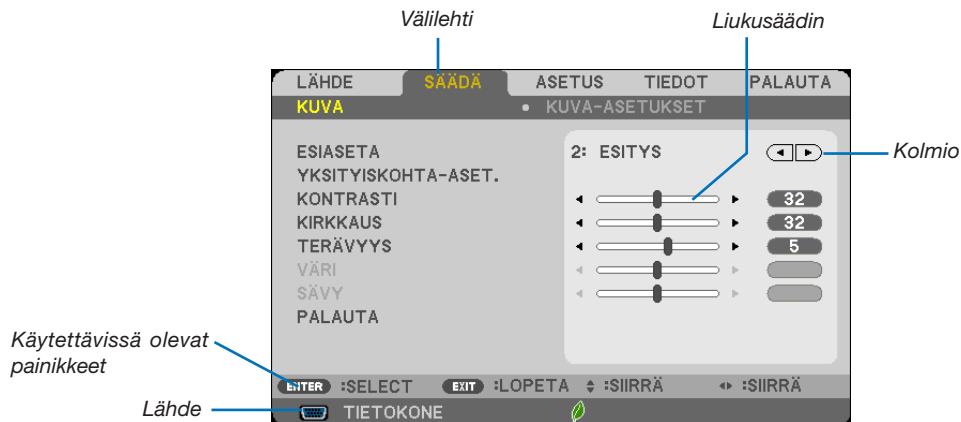 Välilehti
Liukusäädin
LÄHDE SÄÄDÄ ASETUS TIEDOT PALAUTA
KUVA • KUVA-ASETUKSET
ESIASETA 2: ESITYS
Kolmio
YKSITYISKOHTA-ASET.
KONTRASTI 32
KIRKKAUS 32
TERÄVYYS 5
VÄRI
SÄVY
PALAUTA
Käytettävissä olevat
painikkeet
ENTER :SELECT EXIT :LOPETA :SIIRRÄ :SIIRRÄ
Lähde
TIETOKONE